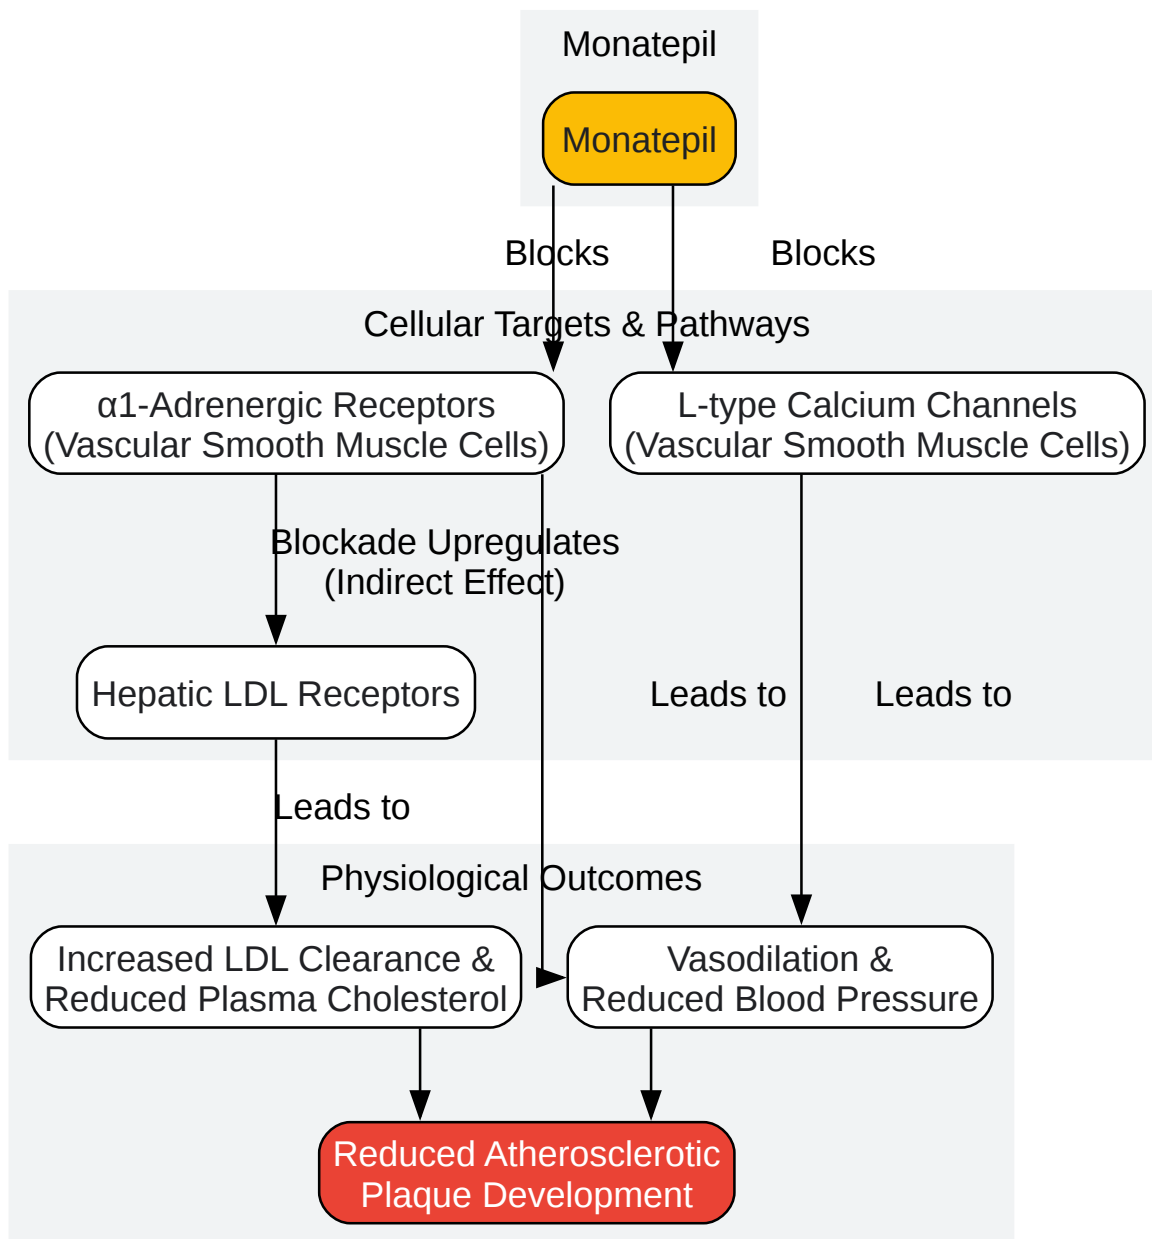 Monatepil
Monatepil
Blocks
Blocks
Cellular Targets & Pathways
α1-Adrenergic Receptors
(Vascular Smooth Muscle Cells)
L-type Calcium Channels
(Vascular Smooth Muscle Cells)
Blockade Upregulates
(Indirect Effect)
Hepatic LDL Receptors
Leads to
Leads to
Leads to
Physiological Outcomes
Increased LDL Clearance &
Reduced Plasma Cholesterol
Vasodilation &
Reduced Blood Pressure
Reduced Atherosclerotic
Plaque Development